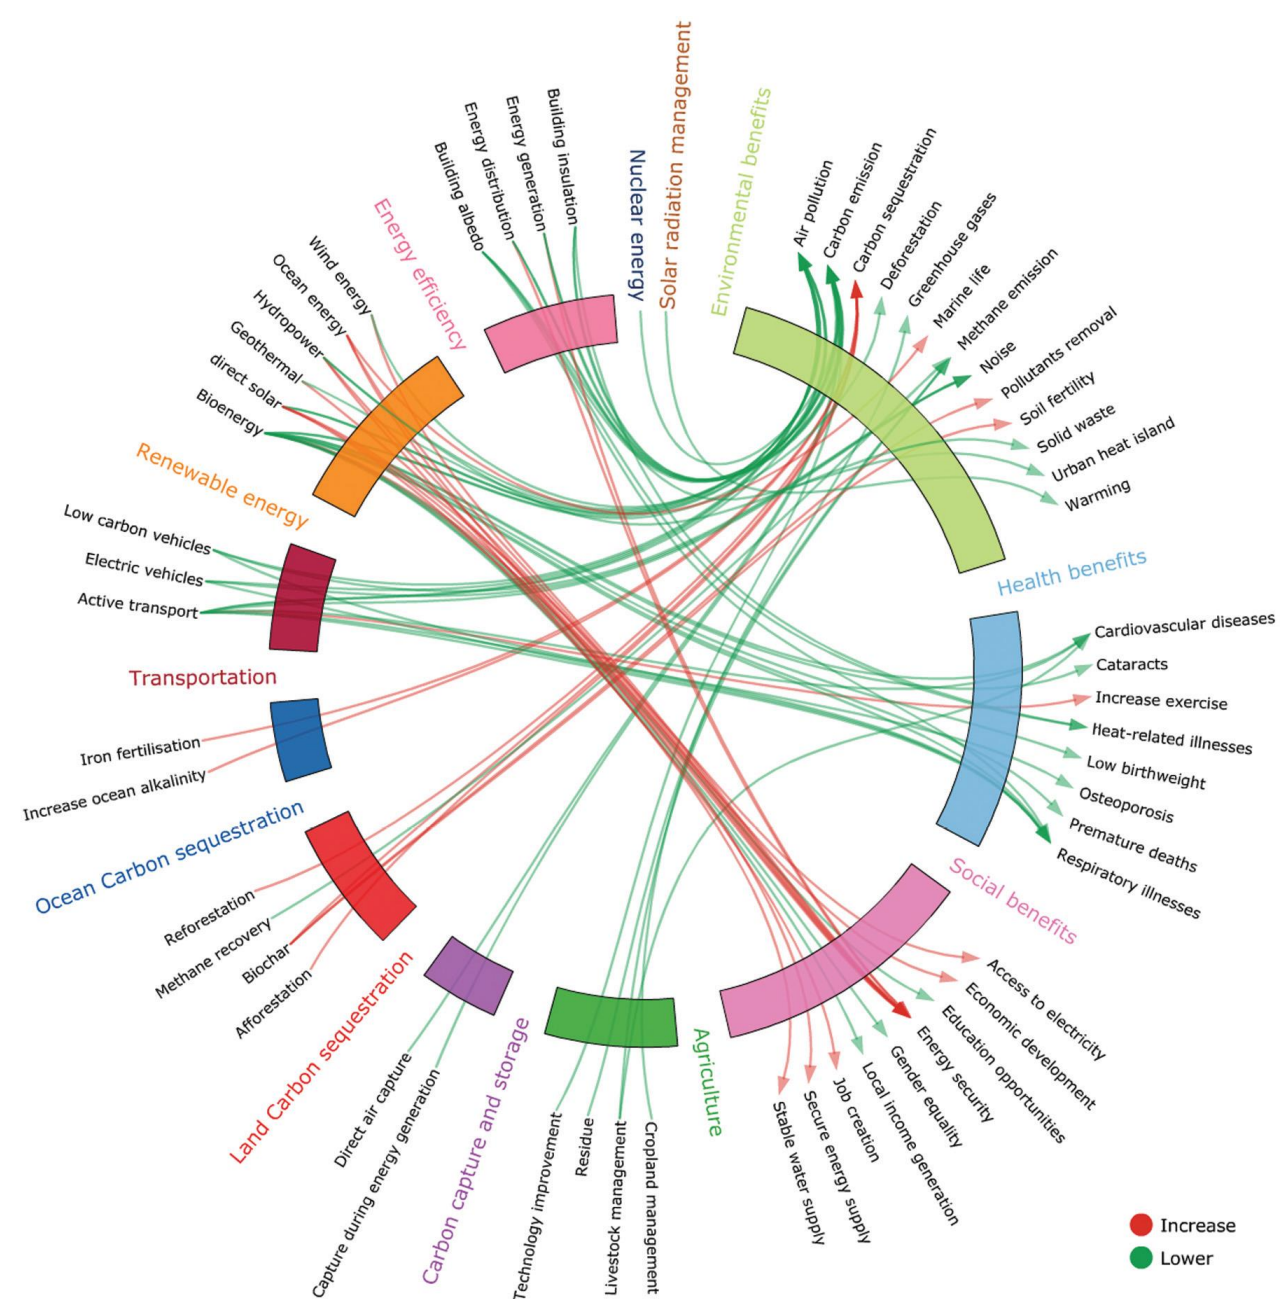 Solar radiation management
Nuclear energy
Environmental benefits
Air pollution
Carbon emission
Carbon sequestration
Deforestation
Greenhouse gases
Marine life
Methane emission
Noise
Pollutants removal
Soil fertility
Solid waste
Urban heat island
Warming
Health benefits
Cardiovascular diseases
Cataracts
Increase exercise
Heat-related illnesses
Low birthweight
Osteoporosis
Premature deaths
Respiratory illnesses
Social benefits
Access to electricity
Economic development
Education opportunities
Energy security
Gender equality
Local income generation
Job creation
Secure energy supply
Stable water supply
Agriculture
Cropland management
Livestock management
Residue
Technology improvement
Carbon capture and storage
Capture during energy generation
Direct air capture
Land Carbon sequestration
Afforestation
Biochar
Methane recovery
Reforestation
Ocean Carbon sequestration
Increase ocean alkalinity
Iron fertilisation
Transportation
Active transport
Electric vehicles
Low carbon vehicles
Renewable energy
Bioenergy
direct solar
Geothermal
Hydropower
Ocean energy
Wind energy
Energy efficiency
Building albedo
Energy distribution
Energy generation
Building insulation
Increase
Lower